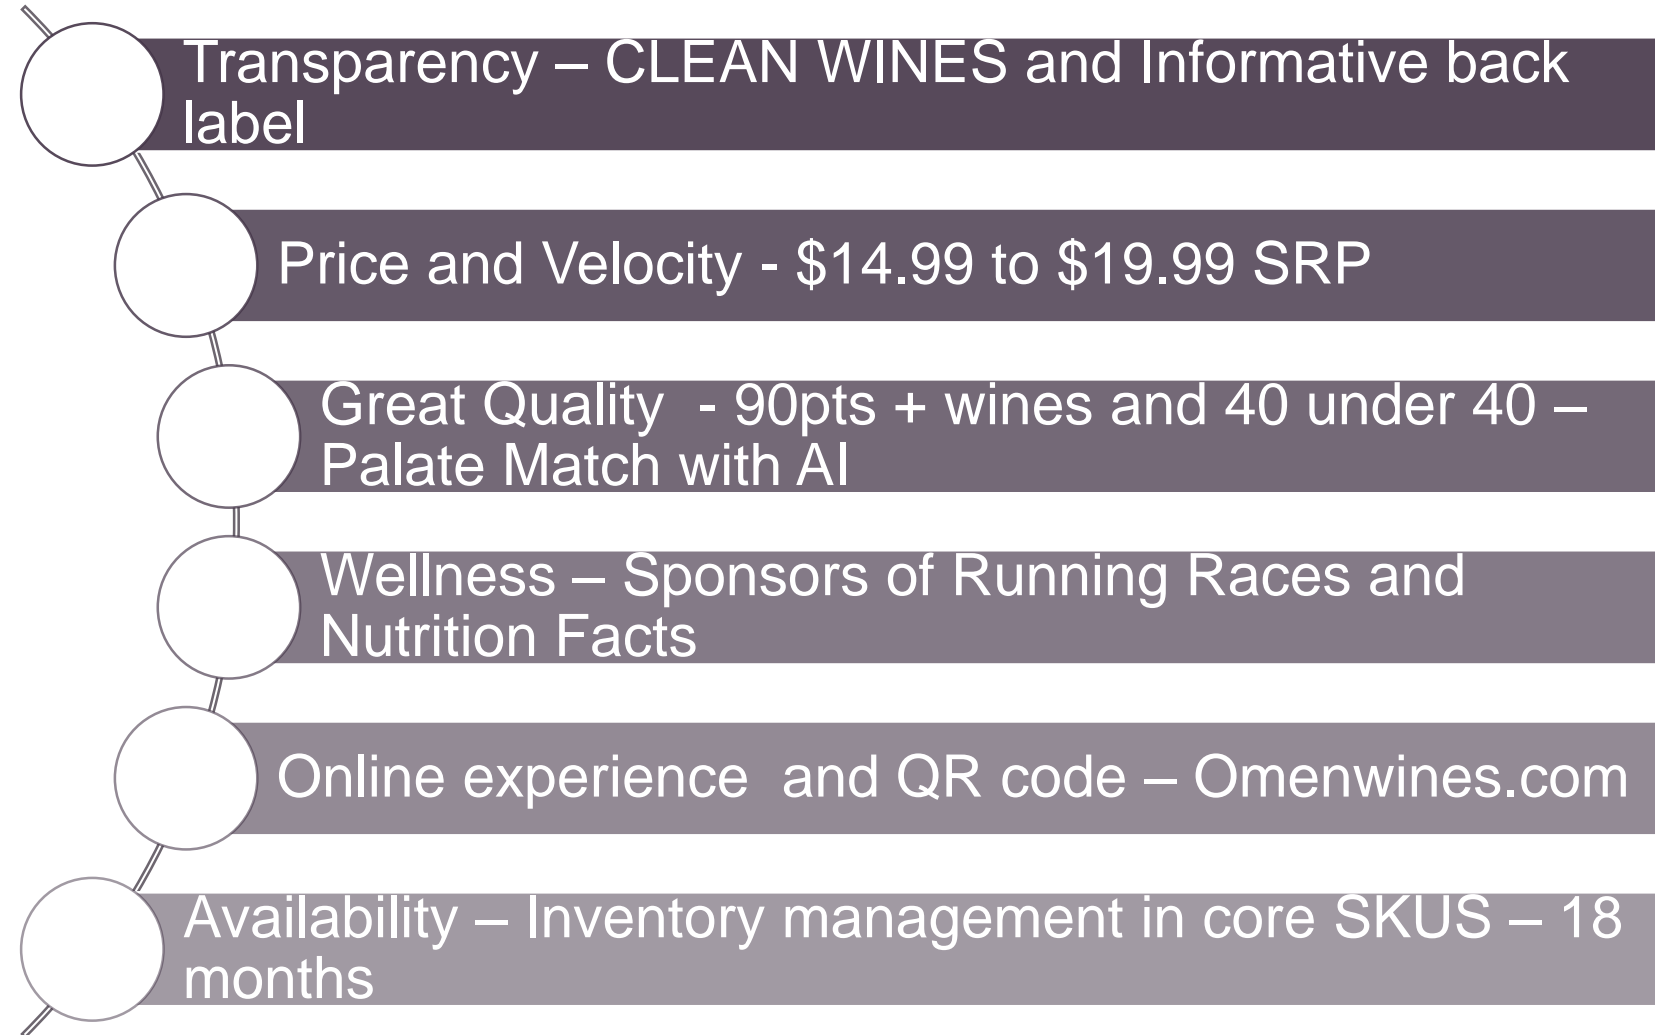 Transparency – CLEAN WINES and Informative back
label
Price and Velocity - $14.99 to $19.99 SRP
Great Quality  - 90pts + wines and 40 under 40 –
Palate Match with AI
Wellness – Sponsors of Running Races and
Nutrition Facts
Online experience  and QR code – Omenwines.com
Availability – Inventory management in core SKUS – 18
months